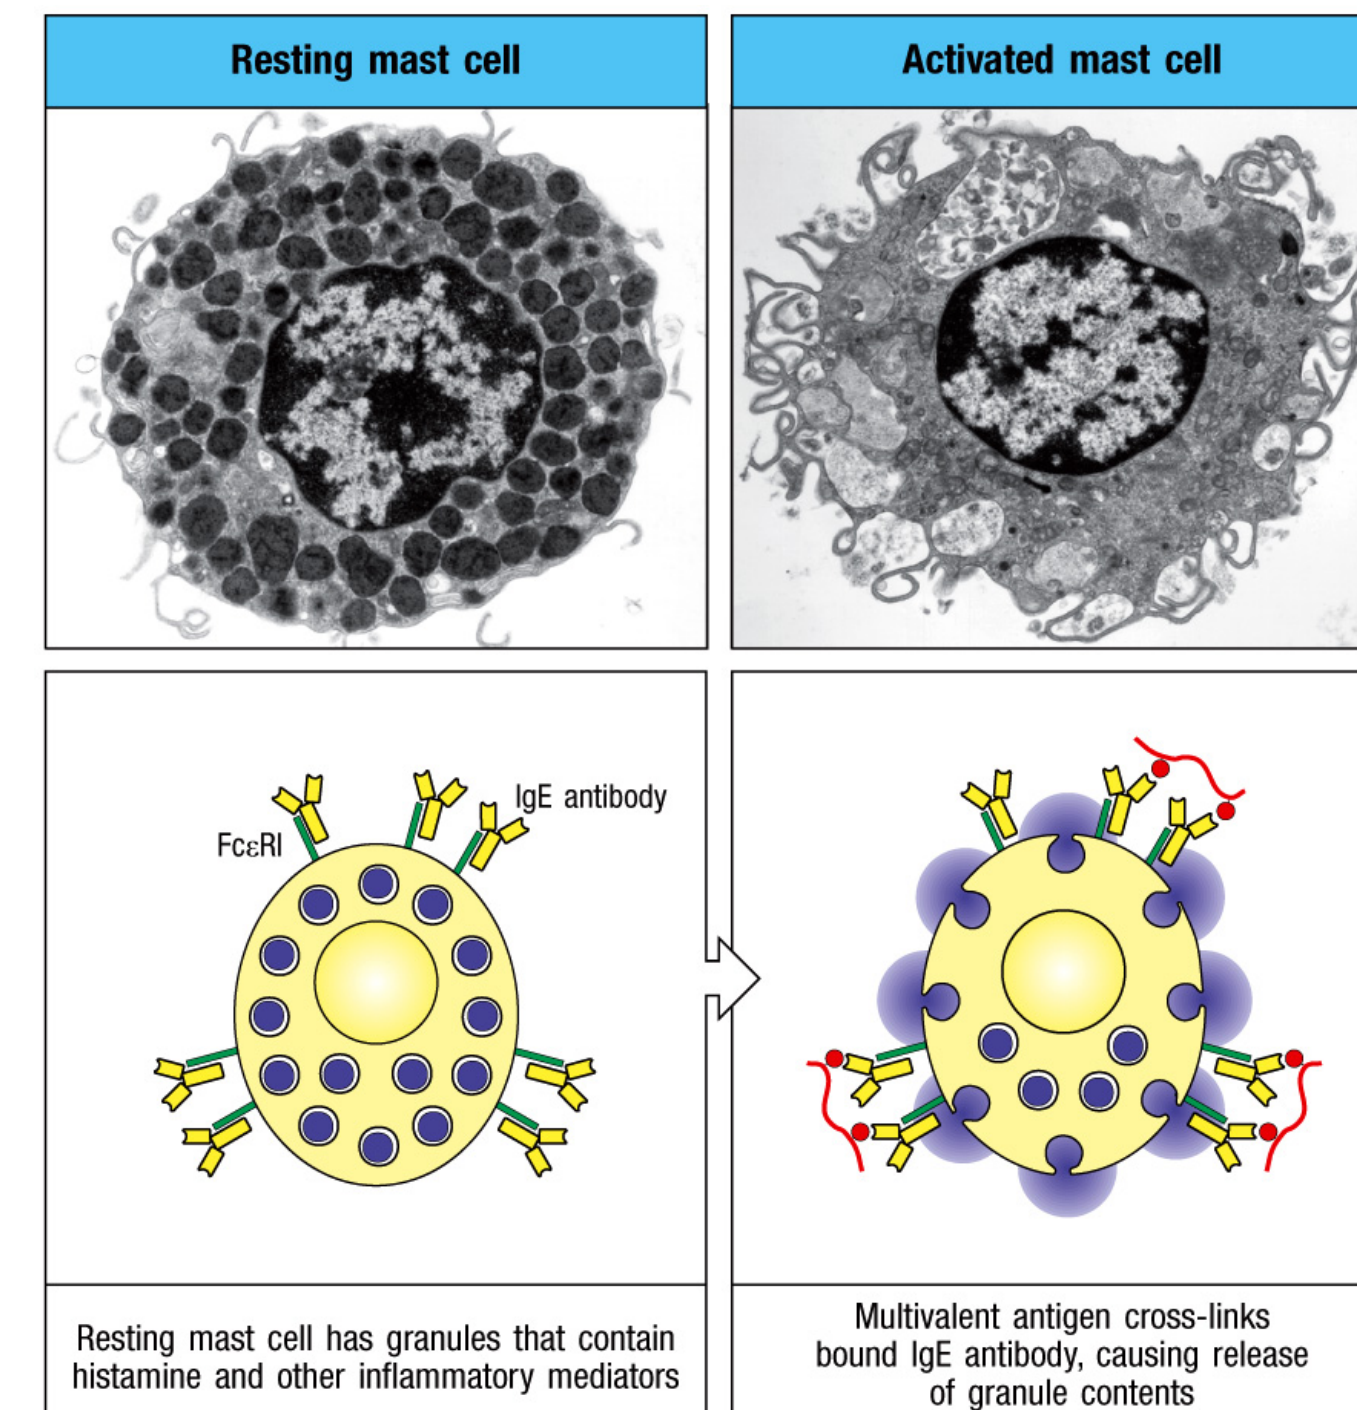 Resting mast cell
Activated mast cell
IgE antibody
FcεRI
Resting mast cell has granules that contain
histamine and other inflammatory mediators
Multivalent antigen cross-links
bound IgE antibody, causing release
of granule contents